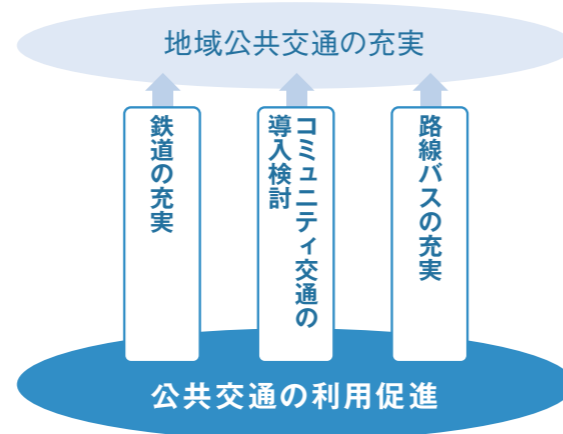 地域公共交通の充実
鉄道の充実
コミュニティ交通の
導入検討
路線バスの充実
公共交通の利用促進